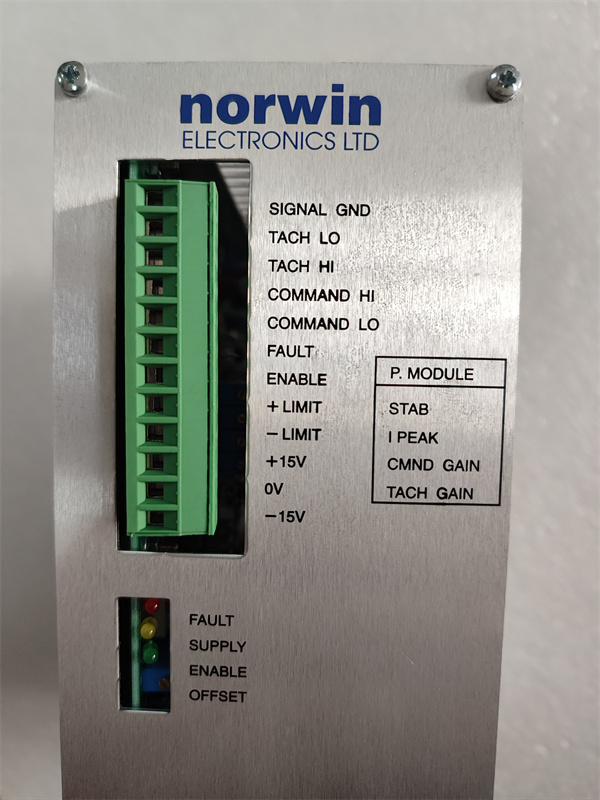 norwin
ELECTRONICS LTD
SIGNAL GND
TACH LO
TACH HI
COMMAND HI
COMMAND LO
FAULT
ENABLE
+LIMIT
−LIMIT
+15V
0V
−15V
P. MODULE
STAB
I PEAK
CMND GAIN
TACH GAIN
FAULT
SUPPLY
ENABLE
OFFSET